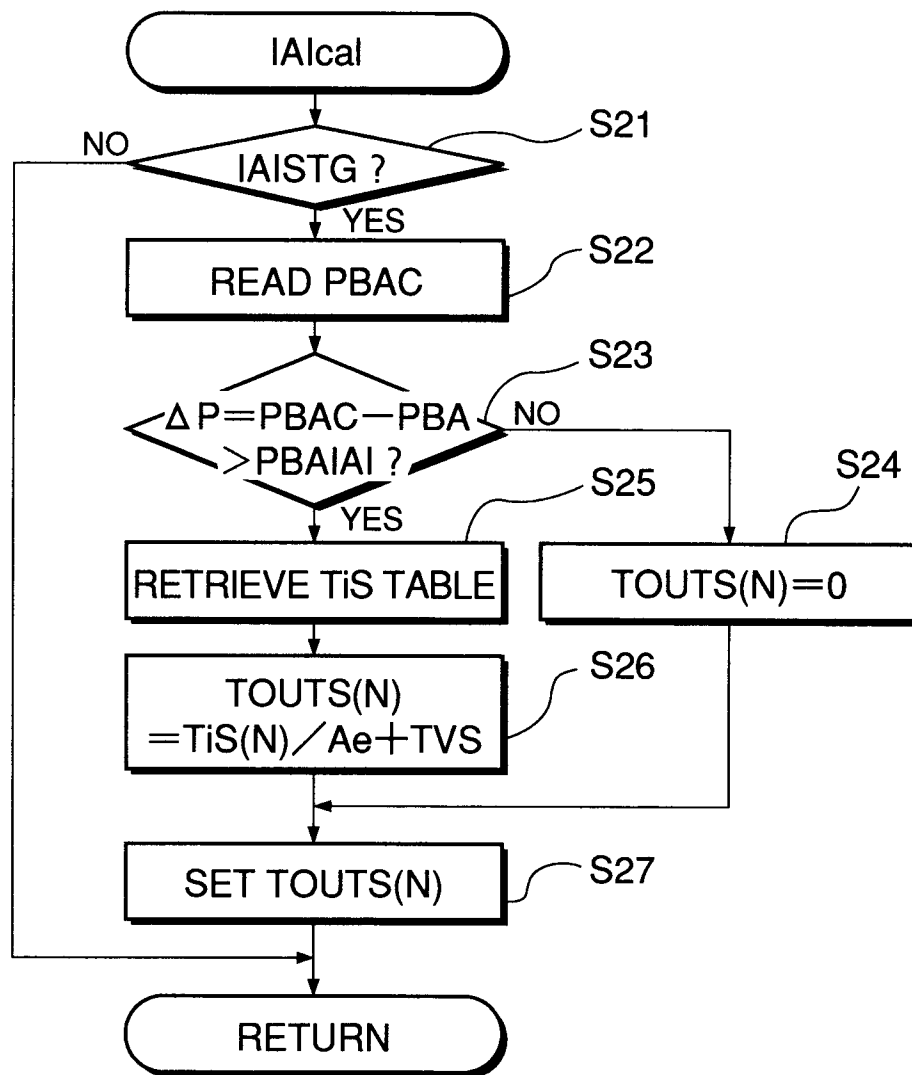 IAIcal
S21
NO
IAISTG ?
YES
S22
READ PBAC
S23
Δ P=PBAC−PBA
>PBAIAI ?
NO
YES
S25
S24
RETRIEVE TiS TABLE
TOUTS(N)=0
S26
TOUTS(N)
=TiS(N)/Ae+TVS
S27
SET TOUTS(N)
RETURN